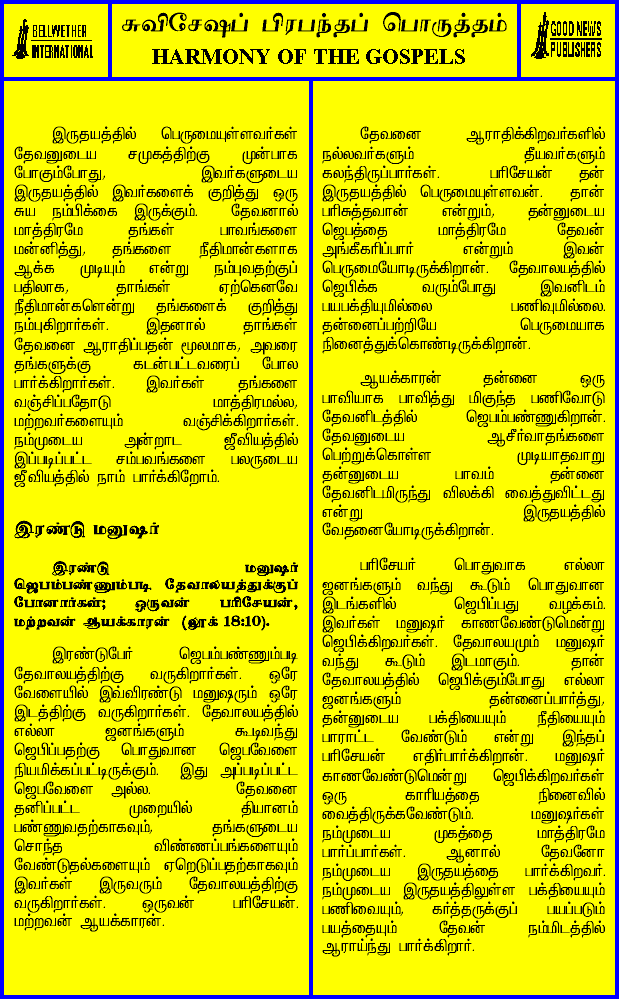 BELLWETHER
INTERNATIONAL
சுவிசேஷப் பிரபந்தப் பொருத்தம்
HARMONY OF THE GOSPELS
GOOD NEWS
PUBLISHERS
இருதயத்தில் பெருமையுள்ளவர்கள்
தேவனுடைய சமுகத்திற்கு முன்பாக
போகும்போது, இவர்களுடைய
இருதயத்தில் இவர்களைக் குறித்து ஒரு
சுய நம்பிக்கை இருக்கும். தேவனால்
மாத்திரமே தங்கள் பாவங்களை
மன்னித்து, தங்களை நீதிமான்களாக
ஆக்க முடியும் என்று நம்புவதற்குப்
பதிலாக, தாங்கள் ஏற்கெனவே
நீதிமான்களென்று தங்களைக் குறித்து
நம்புகிறார்கள். இதனால் தாங்கள்
தேவனை ஆராதிப்பதன் மூலமாக, அவரை
தங்களுக்கு கடன்பட்டவரைப் போல
பார்க்கிறார்கள். இவர்கள் தங்களை
வஞ்சிப்பதோடு மாத்திரமல்ல,
மற்றவர்களையும் வஞ்சிக்கிறார்கள்.
நம்முடைய அன்றாட ஜீவியத்தில்
இப்படிப்பட்ட சம்பவங்களை பலருடைய
ஜீவியத்தில் நாம் பார்க்கிறோம்.
இரண்டு மனுஷர்
இரண்டு மனுஷர்
ஜெபம்பண்ணும்படி. தேவாலயத்துக்குப்
போனார்கள்; ஒருவன் பரிசேயன்,
மற்றவன் ஆயக்காரன் (லூக் 18:10).
இரண்டுபேர் ஜெபம்பண்ணும்படி
தேவாலயத்திற்கு வருகிறார்கள். ஒரே
வேளையில் இவ்விரண்டு மனுஷரும் ஒரே
இடத்திற்கு வருகிறார்கள். தேவாலயத்தில்
எல்லா ஜனங்களும் கூடிவந்து
ஜெபிப்பதற்கு பொதுவான ஜெபவேளை
நியமிக்கப்பட்டிருக்கும். இது அப்படிப்பட்ட
ஜெபவேளை அல்ல. தேவனை
தனிப்பட்ட முறையில் தியானம்
பண்ணுவதற்காகவும், தங்களுடைய
சொந்த விண்ணப்பங்களையும்
வேண்டுதல்களையும் ஏறெடுப்பதற்காகவும்
இவர்கள் இருவரும் தேவாலயத்திற்கு
வருகிறார்கள். ஒருவன் பரிசேயன்.
மற்றவன் ஆயக்காரன்.
தேவனை ஆராதிக்கிறவர்களில்
நல்லவர்களும் தீயவர்களும்
கலந்திருப்பார்கள். பரிசேயன் தன்
இருதயத்தில் பெருமையுள்ளவன். தான்
பரிசுத்தவான் என்றும், தன்னுடைய
ஜெபத்தை மாத்திரமே தேவன்
அங்கீகரிப்பார் என்றும் இவன்
பெருமையோடிருக்கிறான். தேவாலயத்தில்
ஜெபிக்க வரும்போது இவனிடம்
பயபக்தியுமில்லை பணிவுமில்லை.
தன்னைப்பற்றியே பெருமையாக
நினைத்துக்கொண்டிருக்கிறான்.
ஆயக்காரன் தன்னை ஒரு
பாவியாக பாவித்து மிகுந்த பணிவோடு
தேவனிடத்தில் ஜெபம்பண்ணுகிறான்.
தேவனுடைய ஆசீர்வாதங்களை
பெற்றுக்கொள்ள முடியாதவாறு
தன்னுடைய பாவம் தன்னை
தேவனிடமிருந்து விலக்கி வைத்துவிட்டது
என்று இருதயத்தில்
வேதனையோடிருக்கிறான்.
பரிசேயர் பொதுவாக எல்லா
ஜனங்களும் வந்து கூடும் பொதுவான
இடங்களில் ஜெபிப்பது வழக்கம்.
இவர்கள் மனுஷர் காணவேண்டுமென்று
ஜெபிக்கிறவர்கள். தேவாலயமும் மனுஷர்
வந்து கூடும் இடமாகும். தான்
தேவாலயத்தில் ஜெபிக்கும்போது எல்லா
ஜனங்களும் தன்னைப்பார்த்து,
தன்னுடைய பக்தியையும் நீதியையும்
பாராட்ட வேண்டும் என்று இந்தப்
பரிசேயன் எதிர்பார்க்கிறான். மனுஷர்
காணவேண்டுமென்று ஜெபிக்கிறவர்கள்
ஒரு காரியத்தை நினைவில்
வைத்திருக்கவேண்டும். மனுஷர்கள்
நம்முடைய முகத்தை மாத்திரமே
பார்ப்பார்கள். ஆனால் தேவனோ
நம்முடைய இருதயத்தை பார்க்கிறவர்.
நம்முடைய இருதயத்திலுள்ள பக்தியையும்
பணிவையும், கர்த்தருக்குப் பயப்படும்
பயத்தையும் தேவன் நம்மிடத்தில்
ஆராய்ந்து பார்க்கிறார்.